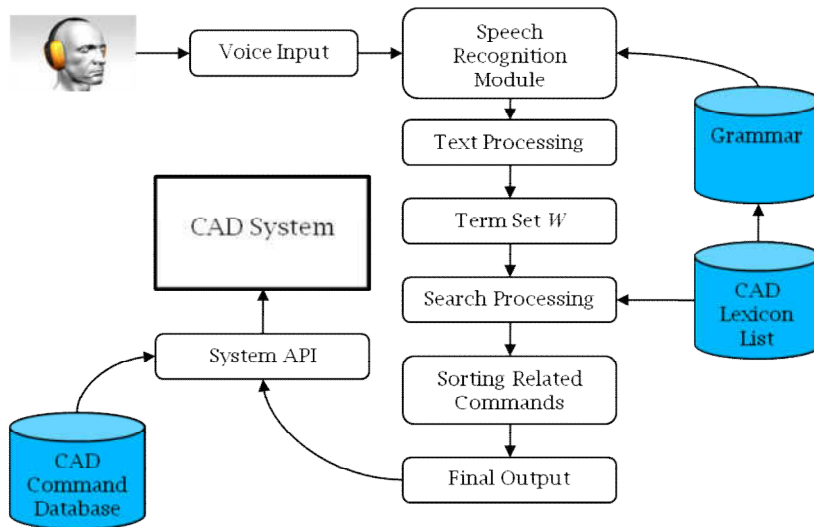 Voice Input
Speech
Recognition
Module
Text Processing
Grammar
Term Set W
CAD System
Search Processing
CAD
Lexicon
List
System API
Sorting Related
Commands
CAD
Command
Database
Final Output